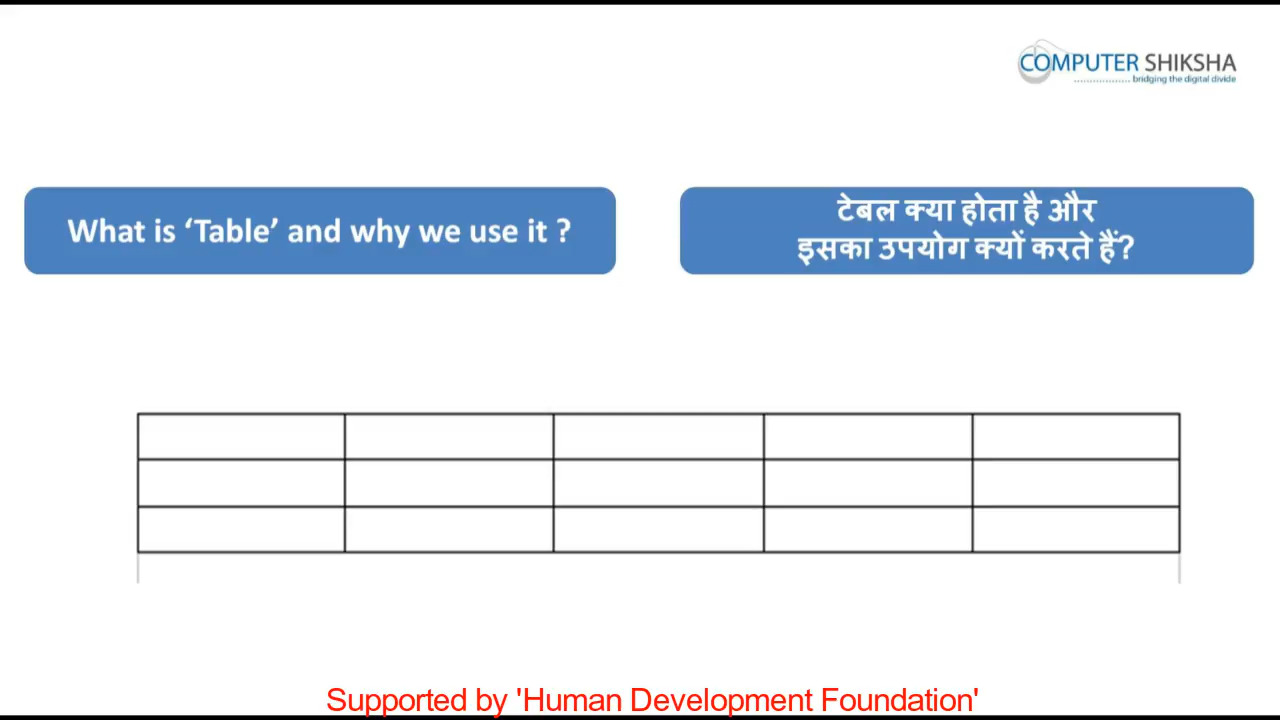 COMPUTER SHIKSHA
.................. bridging the digital divide
What is ‘Table’ and why we use it ?
टेबल क्या होता है और
इसका उपयोग क्यों करते हैं?
Supported by 'Human Development Foundation'